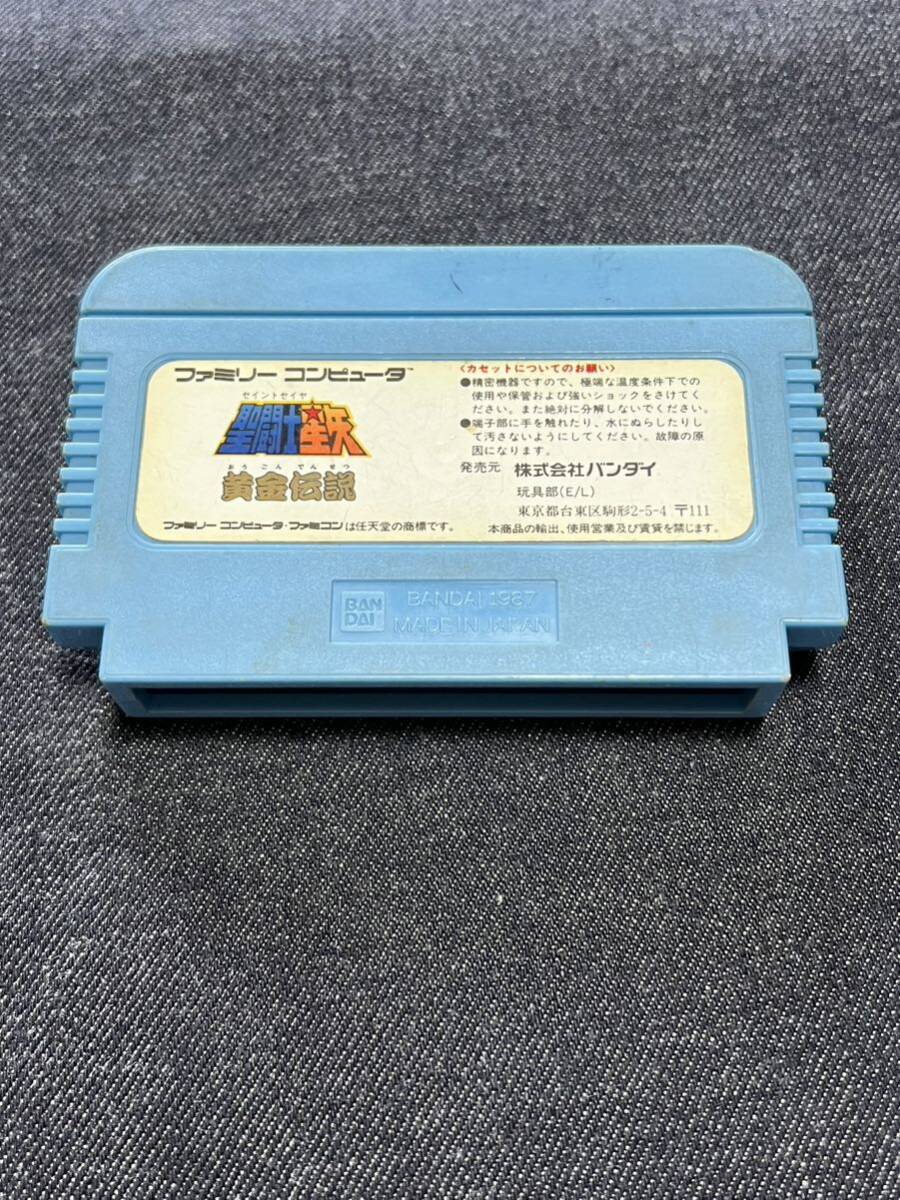 ファミリー コンピュータ™
セイントセイヤ
聖闘士星矢
おうごんでんせつ
黄金伝説
ファミリー コンピュータ・ファミコンは任天堂の商標です。
〈カセットについてのお願い〉
●精密機器ですので、極端な温度条件下での
使用や保管および強いショックをさけてく
ださい。また絶対に分解しないでください。
●端子部に手を触れたり、水にぬらしたりし
て汚さないようにしてください。故障の原
因になります。
発売元 株式会社バンダイ
玩具部(E/L)
東京都台東区駒形2-5-4 〒111
本商品の輸出、使用営業及び賃貸を禁じます。
BAN
DAI
BANDAI 1987
MADE IN JAPAN